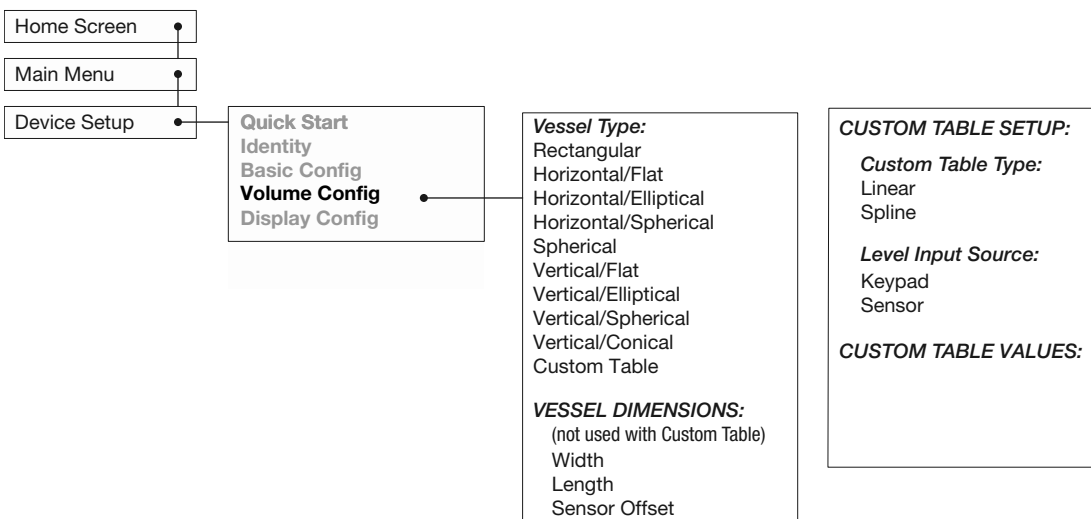 Home Screen
Main Menu
Device Setup
Quick Start
Identity
Basic Config
Volume Config
Display Config
Vessel Type:
Rectangular
Horizontal/Flat
Horizontal/Elliptical
Horizontal/Spherical
Spherical
Vertical/Flat
Vertical/Elliptical
Vertical/Spherical
Vertical/Conical
Custom Table
VESSEL DIMENSIONS:
(not used with Custom Table)
Width
Length
Sensor Offset
CUSTOM TABLE SETUP:
Custom Table Type:
Linear
Spline
Level Input Source:
Keypad
Sensor
CUSTOM TABLE VALUES: